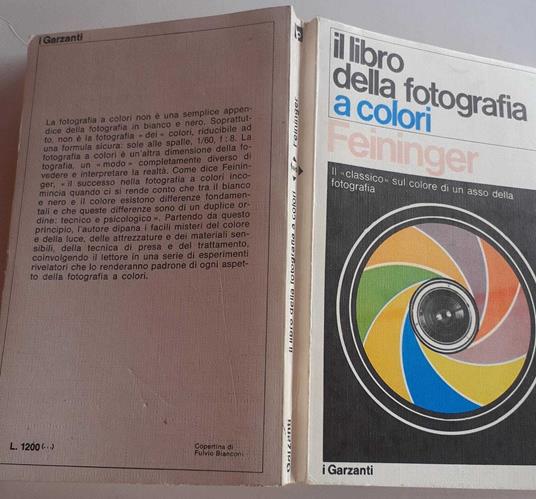 i Garzanti
La fotografia a colori non è una semplice appen-
dice della fotografia in bianco e nero. Soprattut-
to, non è la fotografia «dei» colori, riducibile ad
una formula sicura: sole alle spalle, 1/60, f : 8. La
fotografia a colori è un'altra dimensione della fo-
tografia, un «modo» completamente diverso di
vedere e interpretare la realtà. Come dice Feinin-
ger, «il successo nella fotografia a colori inco-
mincia quando ci si rende conto che tra il bianco
e nero e il colore esistono differenze fondamen-
tali e che queste differenze sono di un duplice or-
dine: tecnico e psicologico». Partendo da questo
principio, l'autore dipana i facili misteri del colore
e della luce, delle attrezzature e dei materiali sen-
sibili, della tecnica di presa e del trattamento,
coinvolgendo il lettore in una serie di esperimenti
rivelatori che lo renderanno padrone di ogni aspet-
to della fotografia a colori.
L. 1200 (...)
Copertina di
Fulvio Bianconi
Feininger
il libro della fotografia a colori
Garzanti
il libro
della fotografia
a colori
Feininger
Il «classico» sul colore di un asso della
fotografia
i Garzanti